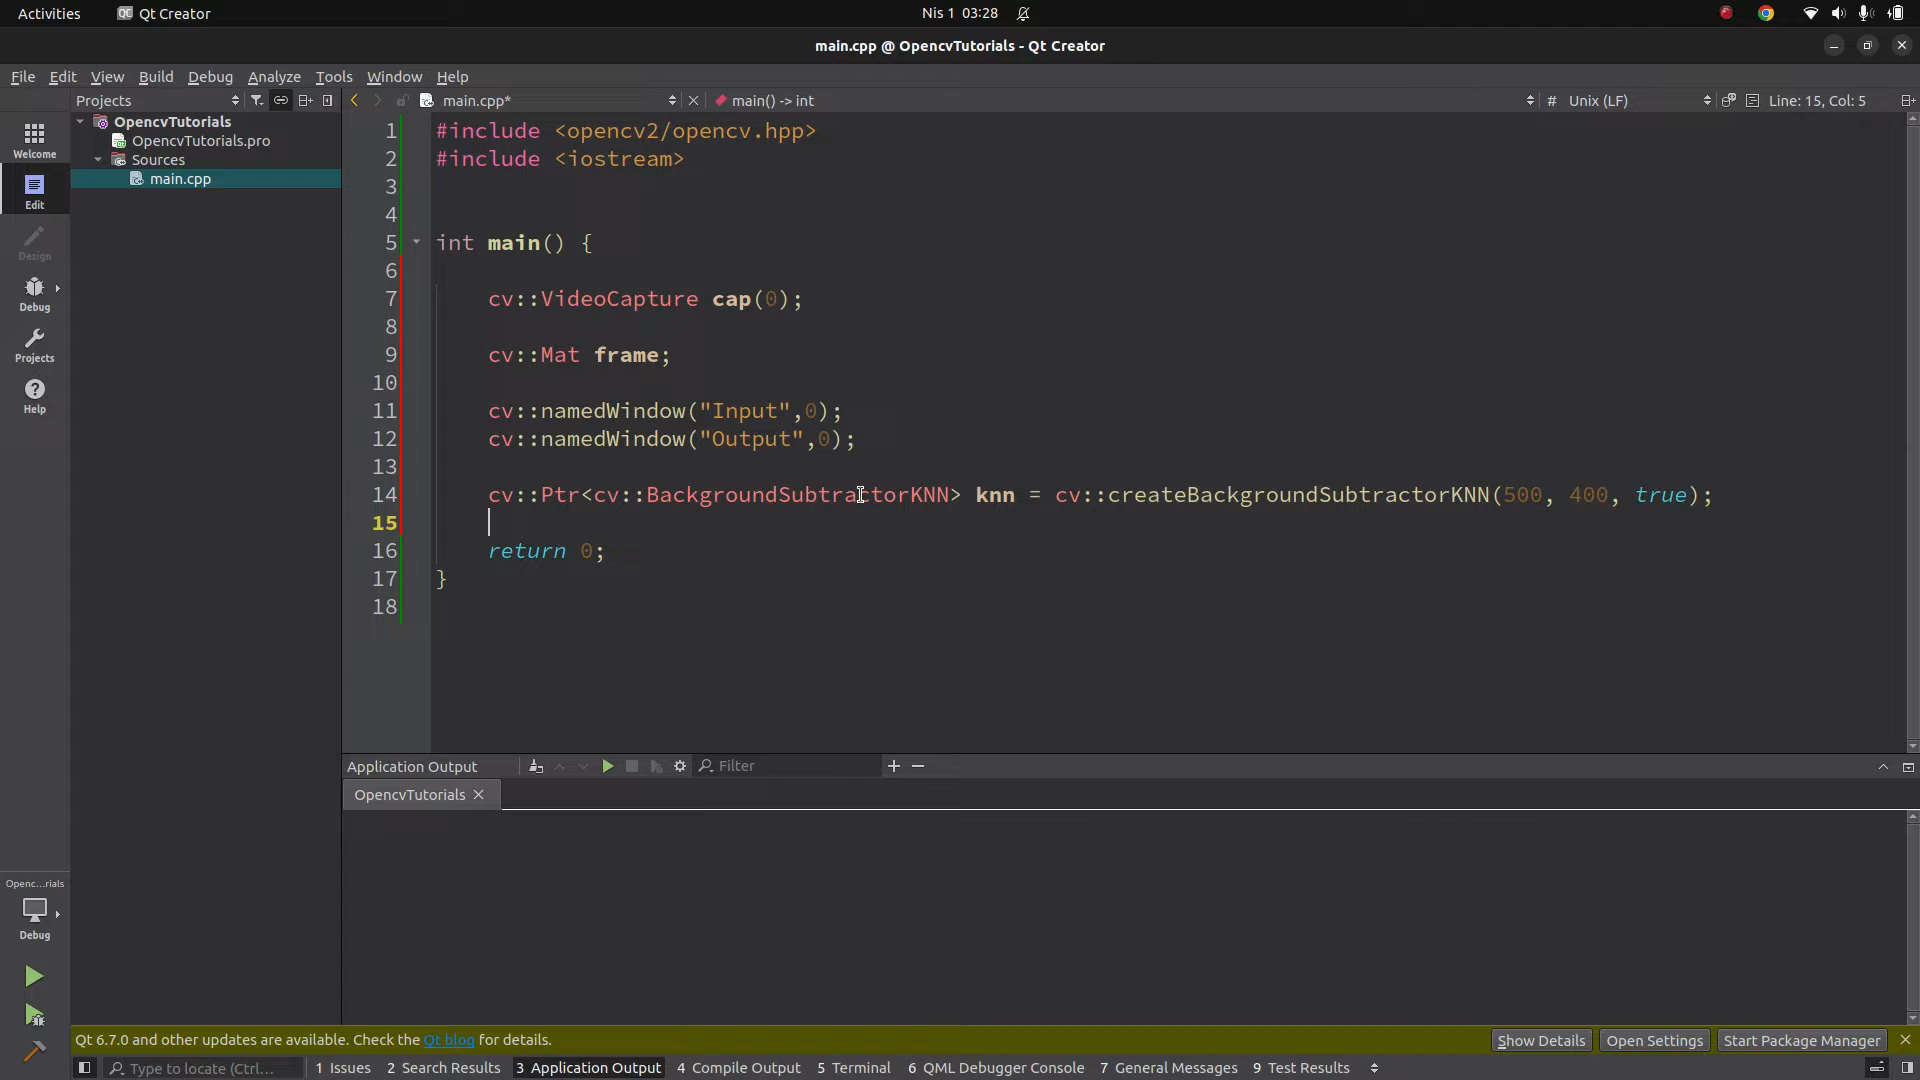 Activities Qt Creator Nis 1 03:28
main.cpp @ OpencvTutorials - Qt Creator
File Edit View Build Debug Analyze Tools Window Help
Projects main.cpp* main() -> int # Unix (LF) Line: 15, Col: 5
OpencvTutorials
OpencvTutorials.pro
Sources
main.cpp
Welcome
Edit
Design
Debug
Projects
Help
1 #include <opencv2/opencv.hpp>
2 #include <iostream>
3
4
5 int main() {
6
7 cv::VideoCapture cap(0);
8
9 cv::Mat frame;
10
11 cv::namedWindow("Input",0);
12 cv::namedWindow("Output",0);
13
14 cv::Ptr<cv::BackgroundSubtractorKNN> knn = cv::createBackgroundSubtractorKNN(500, 400, true);
15
16 return 0;
17 }
18
Application Output Filter
OpencvTutorials
Openc...rials
Debug
Qt 6.7.0 and other updates are available. Check the Qt blog for details. Show Details Open Settings Start Package Manager
Type to locate (Ctrl... 1 Issues 2 Search Results 3 Application Output 4 Compile Output 5 Terminal 6 QML Debugger Console 7 General Messages 9 Test Results